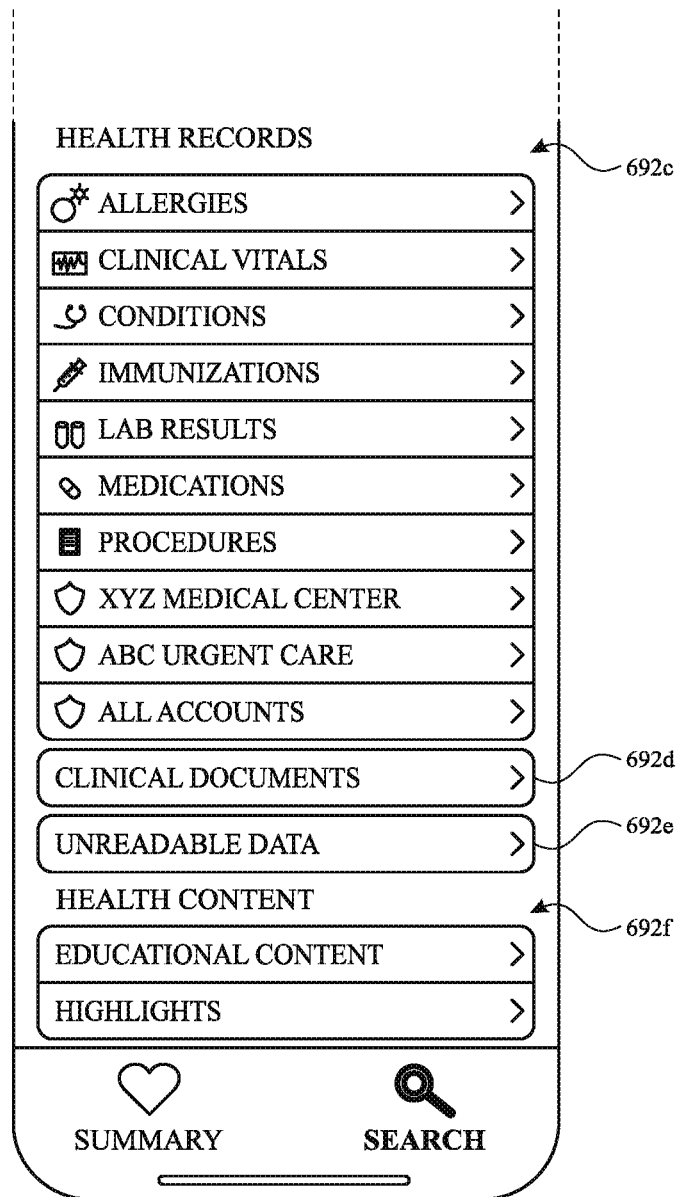 HEALTH RECORDS
692c
ALLERGIES
CLINICAL VITALS
CONDITIONS
IMMUNIZATIONS
LAB RESULTS
MEDICATIONS
PROCEDURES
XYZ MEDICAL CENTER
ABC URGENT CARE
ALL ACCOUNTS
CLINICAL DOCUMENTS
692d
UNREADABLE DATA
692e
HEALTH CONTENT
692f
EDUCATIONAL CONTENT
HIGHLIGHTS
SUMMARY
SEARCH